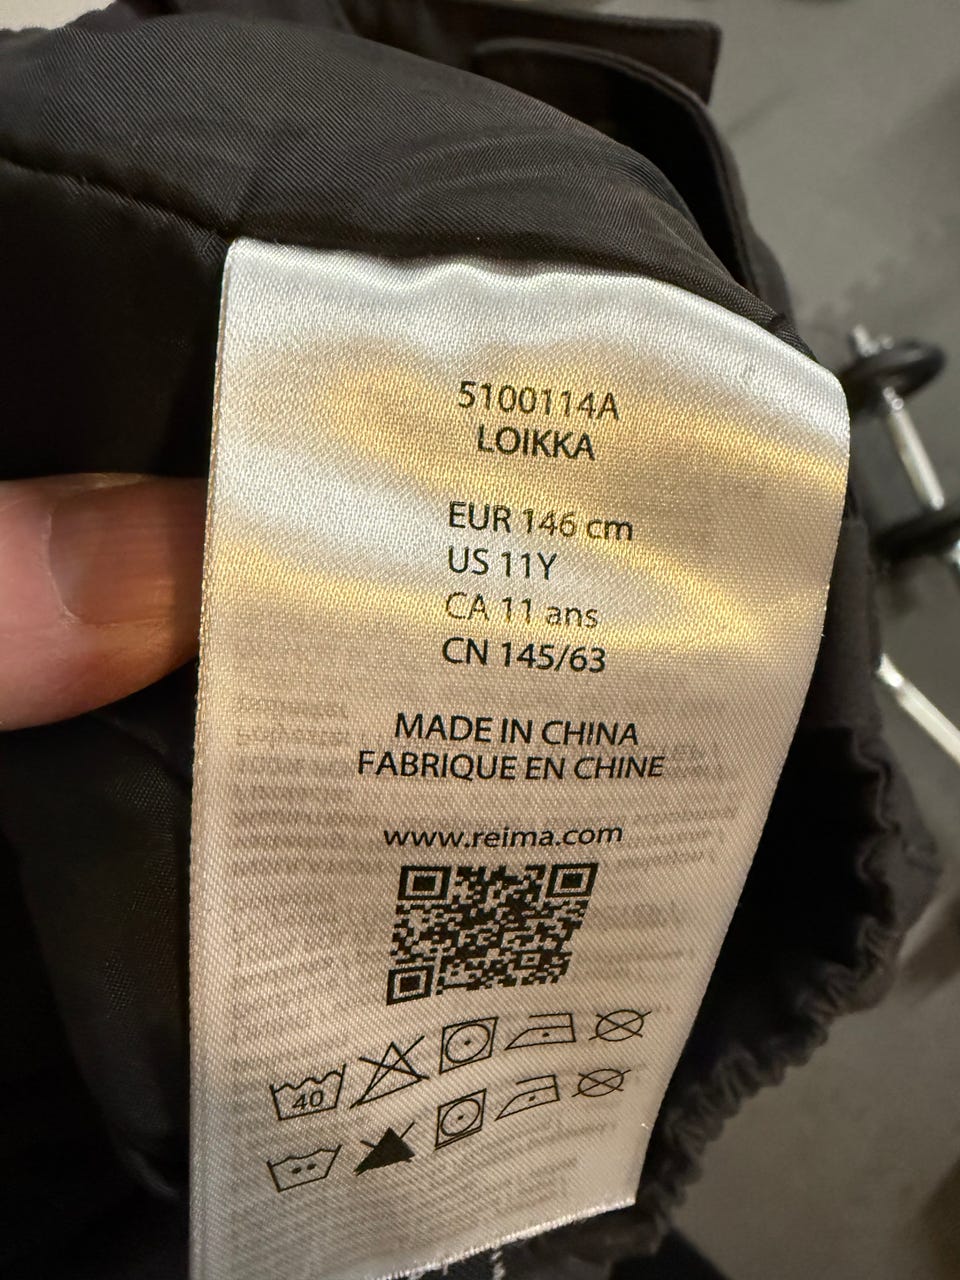 5100114A
LOIKKA
EUR 146 cm
US 11Y
CA 11 ans
CN 145/63
MADE IN CHINA
FABRIQUE EN CHINE
www.reima.com
40